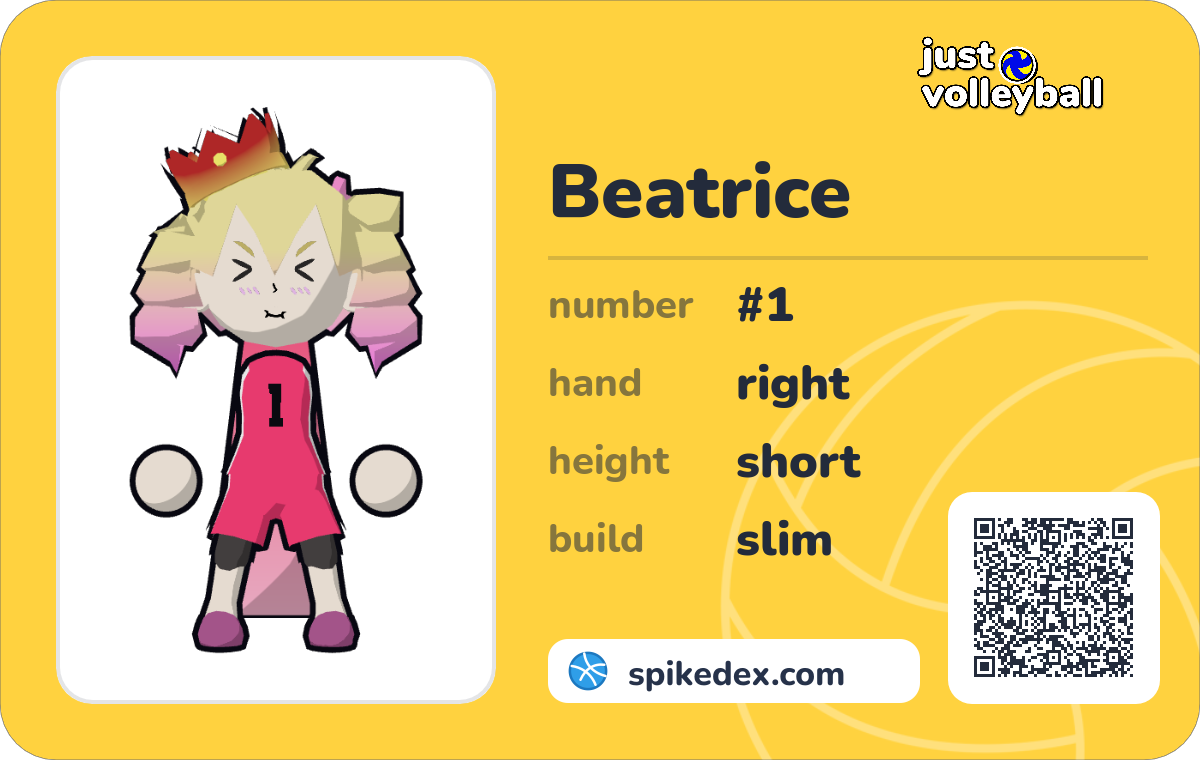 just
volleyball
Beatrice
number #1
hand right
height short
build slim
1
spikedex.com